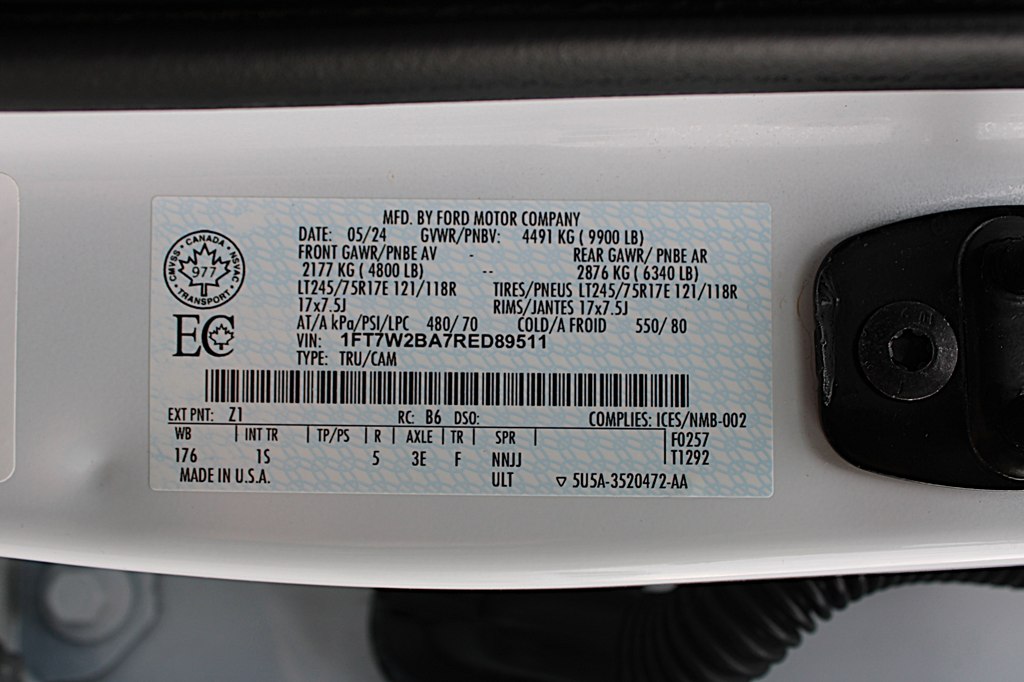 MFD. BY FORD MOTOR COMPANY
DATE: 05/24 GVWR/PNBV: 4491 KG ( 9900 LB)
FRONT GAWR/PNBE AV - REAR GAWR/ PNBE AR
2177 KG ( 4800 LB) -- 2876 KG ( 6340 LB)
LT245/75R17E 121/118R TIRES/PNEUS LT245/75R17E 121/118R
17x7.5J RIMS/JANTES 17x7.5J
AT/A kPa/PSI/LPC 480/ 70 COLD/A FROID 550/ 80
VIN: 1FT7W2BA7RED89511
TYPE: TRU/CAM
CMVSS • CANADA • NSVAC • TRANSPORT •
977
EC
EXT PNT: Z1 RC: B6 DSO: COMPLIES: ICES/NMB-002
WB | INT TR | TP/PS | R | AXLE | TR | SPR | F0257
176 1S 5 3E F NNJJ T1292
MADE IN U.S.A. ULT ▽ 5U5A-3520472-AA